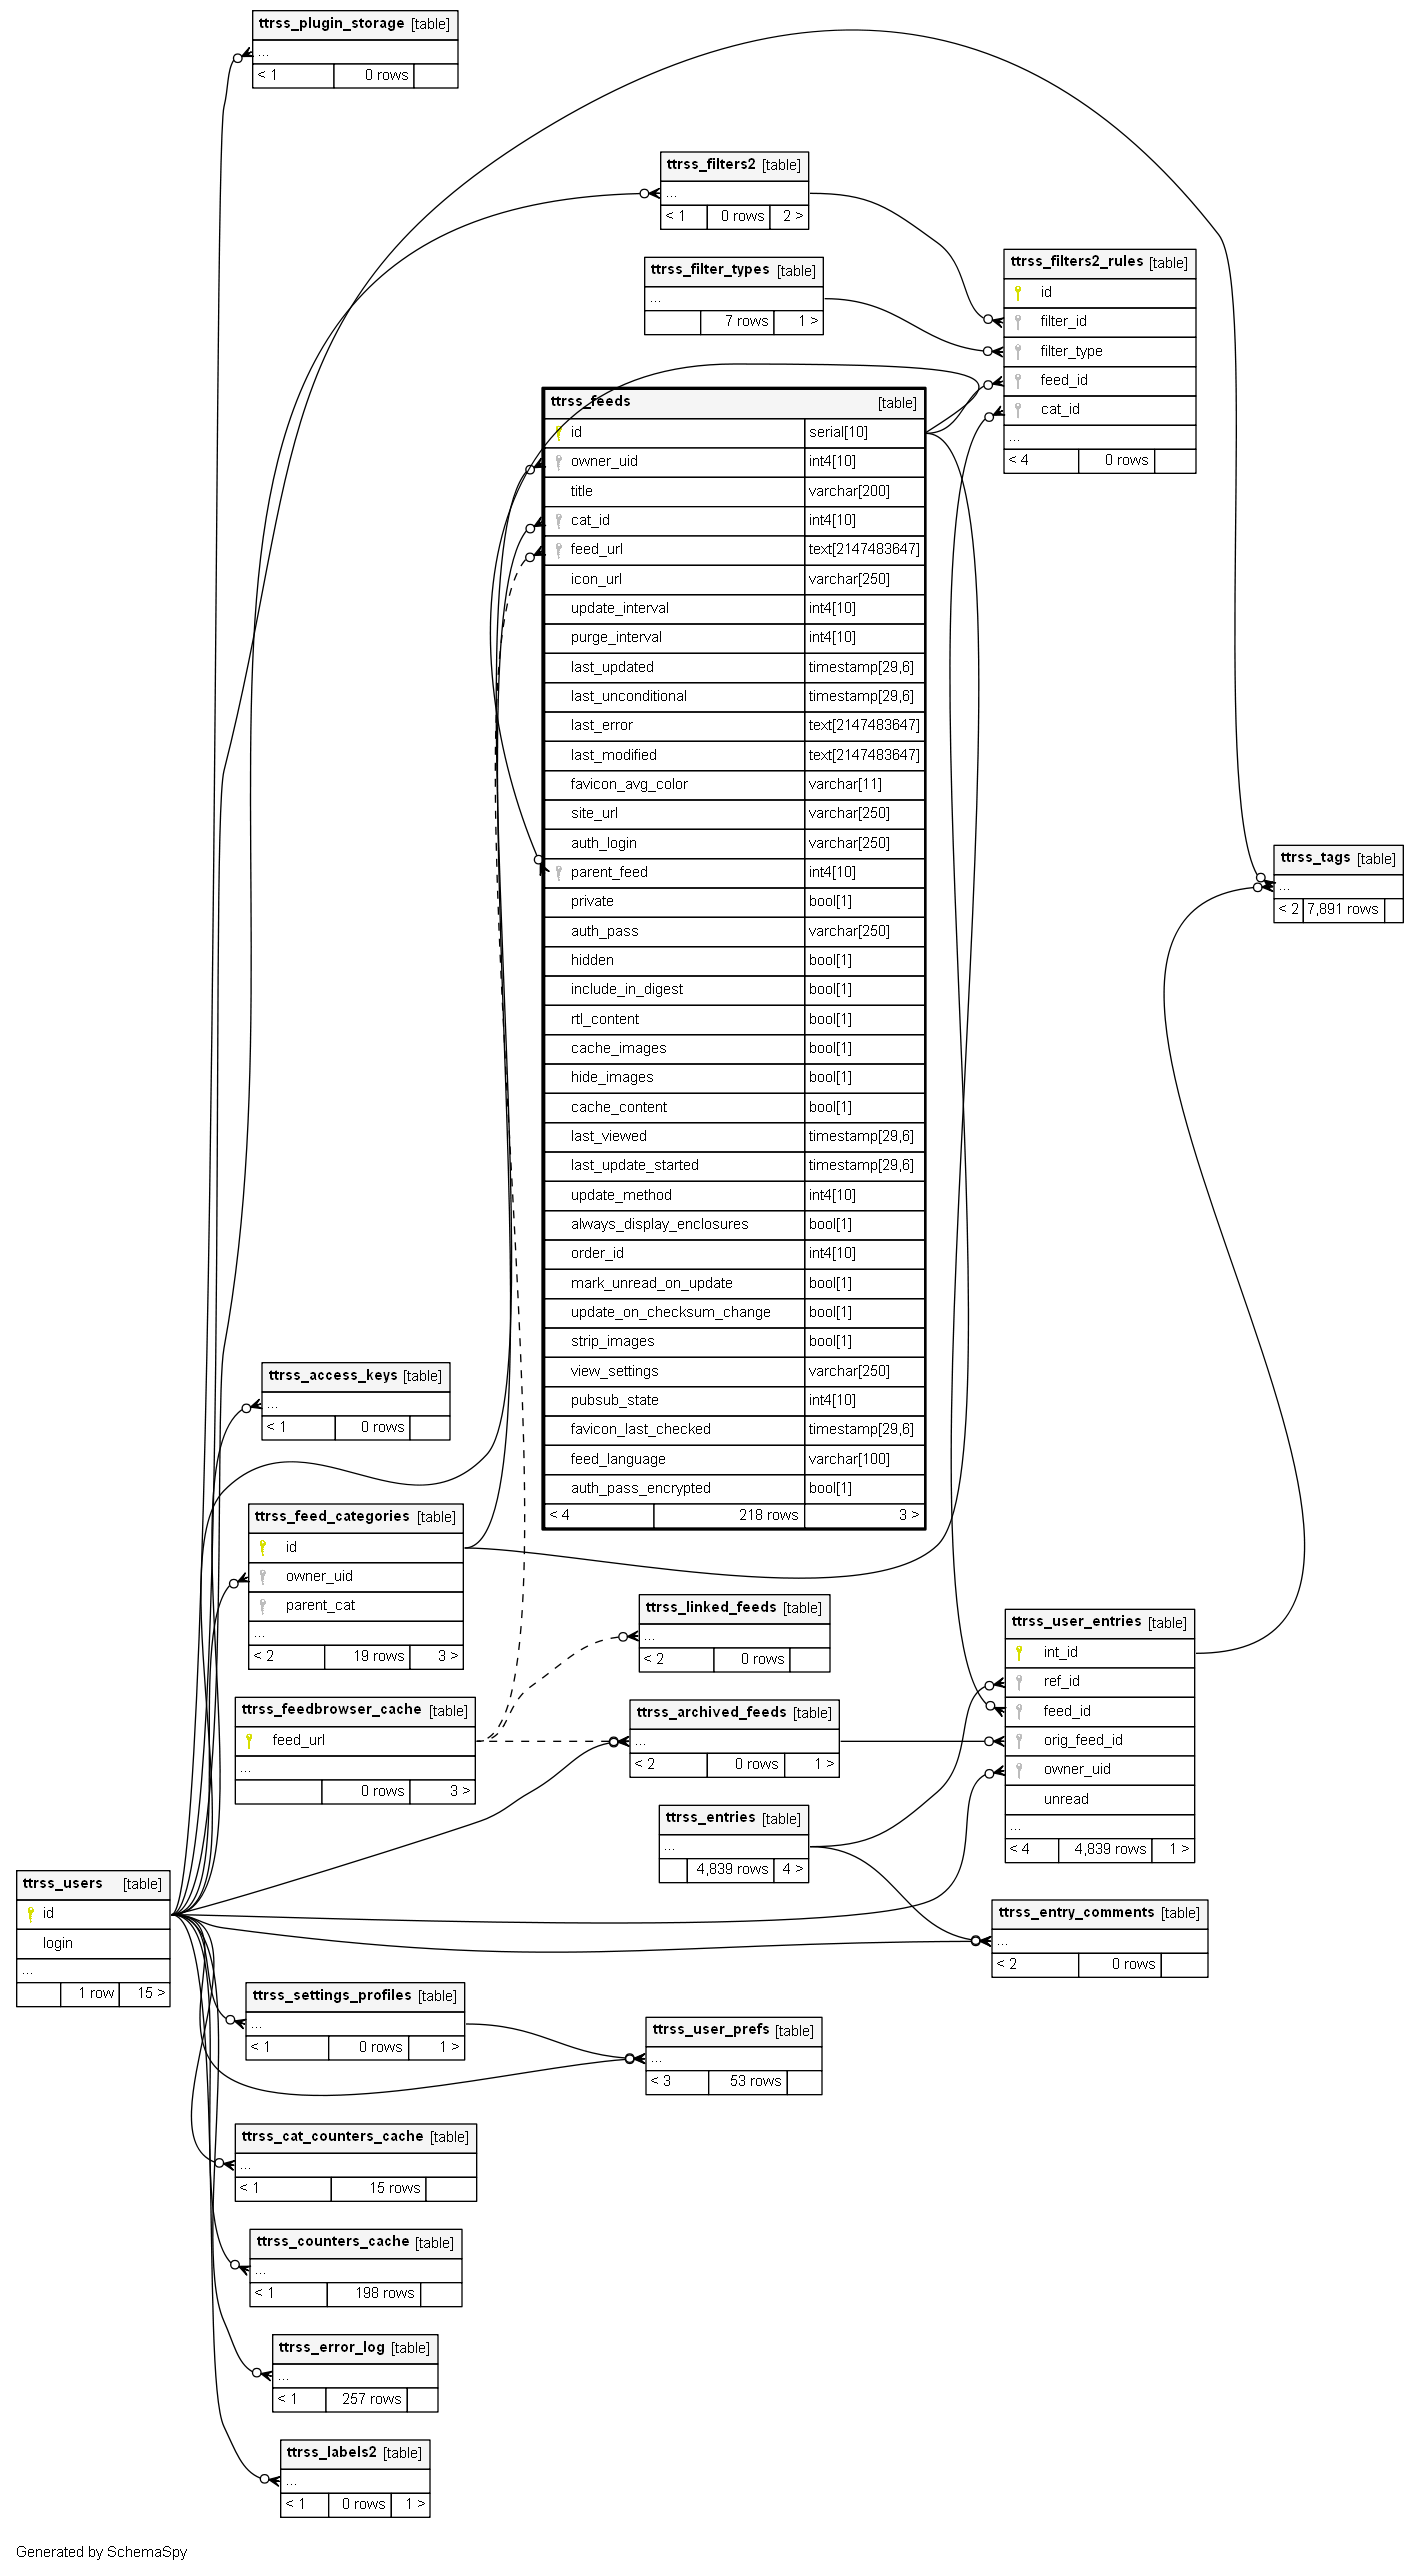 ttrss_plugin_storage [table]
...
< 1 0 rows
ttrss_filters2 [table]
...
< 1 0 rows 2 >
ttrss_filter_types [table]
...
7 rows 1 >
ttrss_filters2_rules [table]
id
filter_id
filter_type
feed_id
cat_id
...
< 4 0 rows
ttrss_feeds [table]
id serial[10]
owner_uid int4[10]
title varchar[200]
cat_id int4[10]
feed_url text[2147483647]
icon_url varchar[250]
update_interval int4[10]
purge_interval int4[10]
last_updated timestamp[29,6]
last_unconditional timestamp[29,6]
last_error text[2147483647]
last_modified text[2147483647]
favicon_avg_color varchar[11]
site_url varchar[250]
auth_login varchar[250]
parent_feed int4[10]
private bool[1]
auth_pass varchar[250]
hidden bool[1]
include_in_digest bool[1]
rtl_content bool[1]
cache_images bool[1]
hide_images bool[1]
cache_content bool[1]
last_viewed timestamp[29,6]
last_update_started timestamp[29,6]
update_method int4[10]
always_display_enclosures bool[1]
order_id int4[10]
mark_unread_on_update bool[1]
update_on_checksum_change bool[1]
strip_images bool[1]
view_settings varchar[250]
pubsub_state int4[10]
favicon_last_checked timestamp[29,6]
feed_language varchar[100]
auth_pass_encrypted bool[1]
< 4 218 rows 3 >
ttrss_tags [table]
...
< 2 7,891 rows
ttrss_access_keys [table]
...
< 1 0 rows
ttrss_feed_categories [table]
id
owner_uid
parent_cat
...
< 2 19 rows 3 >
ttrss_linked_feeds [table]
...
< 2 0 rows
ttrss_user_entries [table]
int_id
ref_id
feed_id
orig_feed_id
owner_uid
unread
...
< 4 4,839 rows 1 >
ttrss_feedbrowser_cache [table]
feed_url
...
0 rows 3 >
ttrss_archived_feeds [table]
...
< 2 0 rows 1 >
ttrss_entries [table]
...
4,839 rows 4 >
ttrss_users [table]
id
login
...
1 row 15 >
ttrss_entry_comments [table]
...
< 2 0 rows
ttrss_settings_profiles [table]
...
< 1 0 rows 1 >
ttrss_user_prefs [table]
...
< 3 53 rows
ttrss_cat_counters_cache [table]
...
< 1 15 rows
ttrss_counters_cache [table]
...
< 1 198 rows
ttrss_error_log [table]
...
< 1 257 rows
ttrss_labels2 [table]
...
< 1 0 rows 1 >
Generated by SchemaSpy